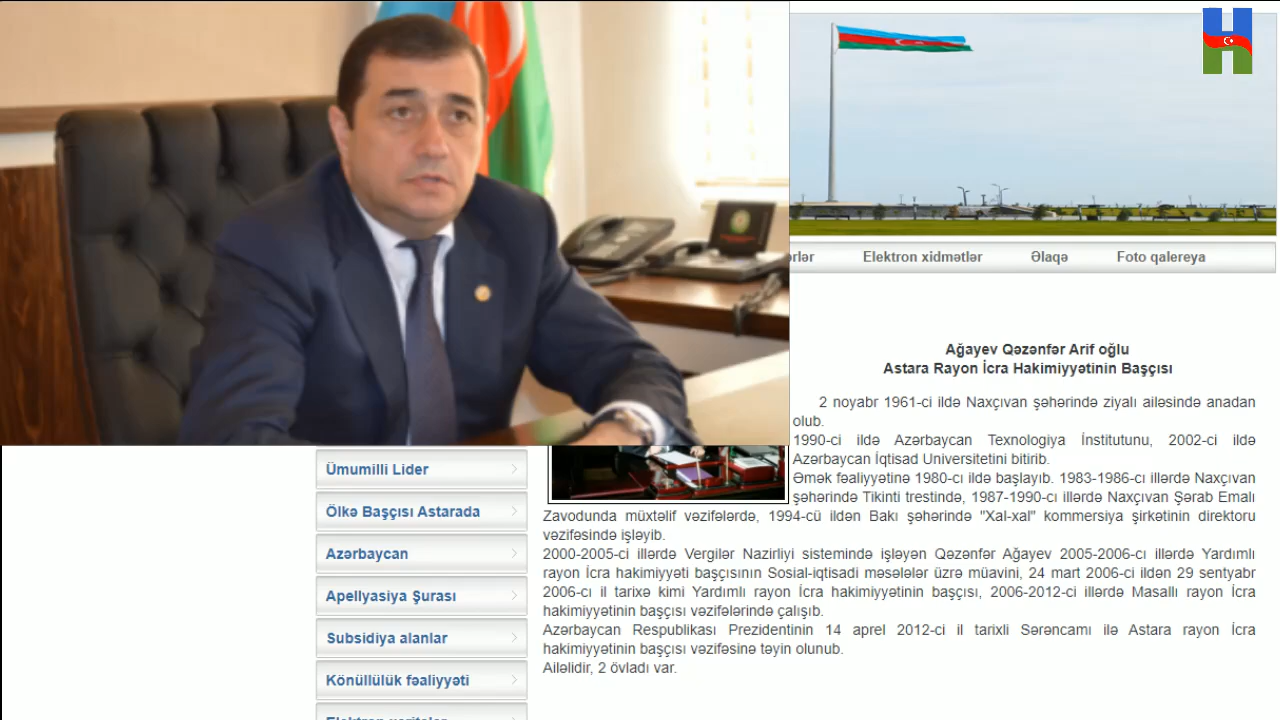 Elektron xidmətlər
Əlaqə
Foto qalereya
Ağayev Qəzənfər Arif oğlu
Astara Rayon İcra Hakimiyyətinin Başçısı
2 noyabr 1961-ci ildə Naxçıvan şəhərində ziyalı ailəsində anadan
olub.
1990-ci ildə Azərbaycan Texnologiya İnstitutunu, 2002-ci ildə
Azərbaycan İqtisad Universitetini bitirib.
Əmək fəaliyyətinə 1980-cı ildə başlayıb. 1983-1986-cı illərdə Naxçıvan
şəhərində Tikinti trestində, 1987-1990-cı illərdə Naxçıvan Şərab Emalı
Zavodunda müxtəlif vəzifələrdə, 1994-cü ildən Bakı şəhərində "Xal-xal" kommersiya şirkətinin direktoru
vəzifəsində işləyib.
2000-2005-ci illərdə Vergilər Nazirliyi sistemində işləyən Qəzənfər Ağayev 2005-2006-cı illərdə Yardımlı
rayon İcra hakimiyyəti başçısının Sosial-iqtisadi məsələlər üzrə müavini, 24 mart 2006-ci ildən 29 sentyabr
2006-cı il tarixə kimi Yardımlı rayon İcra hakimiyyətinin başçısı, 2006-2012-ci illərdə Masallı rayon İcra
hakimiyyətinin başçısı vəzifələrində çalışıb.
Azərbaycan Respublikası Prezidentinin 14 aprel 2012-ci il tarixli Sərəncamı ilə Astara rayon İcra
hakimiyyətinin başçısı vəzifəsinə təyin olunub.
Ailəlidir, 2 övladı var.
Ümumilli Lider
Ölkə Başçısı Astarada
Azərbaycan
Apellyasiya Şurası
Subsidiya alanlar
Könüllülük fəaliyyəti